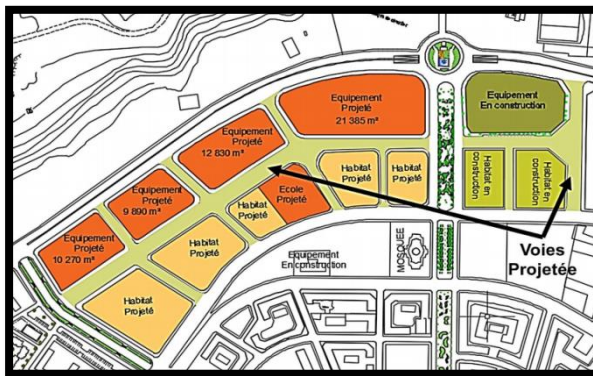 Equipement
Projeté
21 385 m²
Equipement
En construction
Equipement
Projeté
12 830 m²
Equipement
Projeté
9 890 m²
Equipement
Projeté
10 270 m²
Habitat
Projeté
Habitat
Projeté
Ecole
Projeté
Habitat
Projeté
Habitat
Projeté
Habitat
Projeté
Habitat en
construction
Habitat en
construction
Equipement
En construction
MOSQUEE
Voies
Projetée